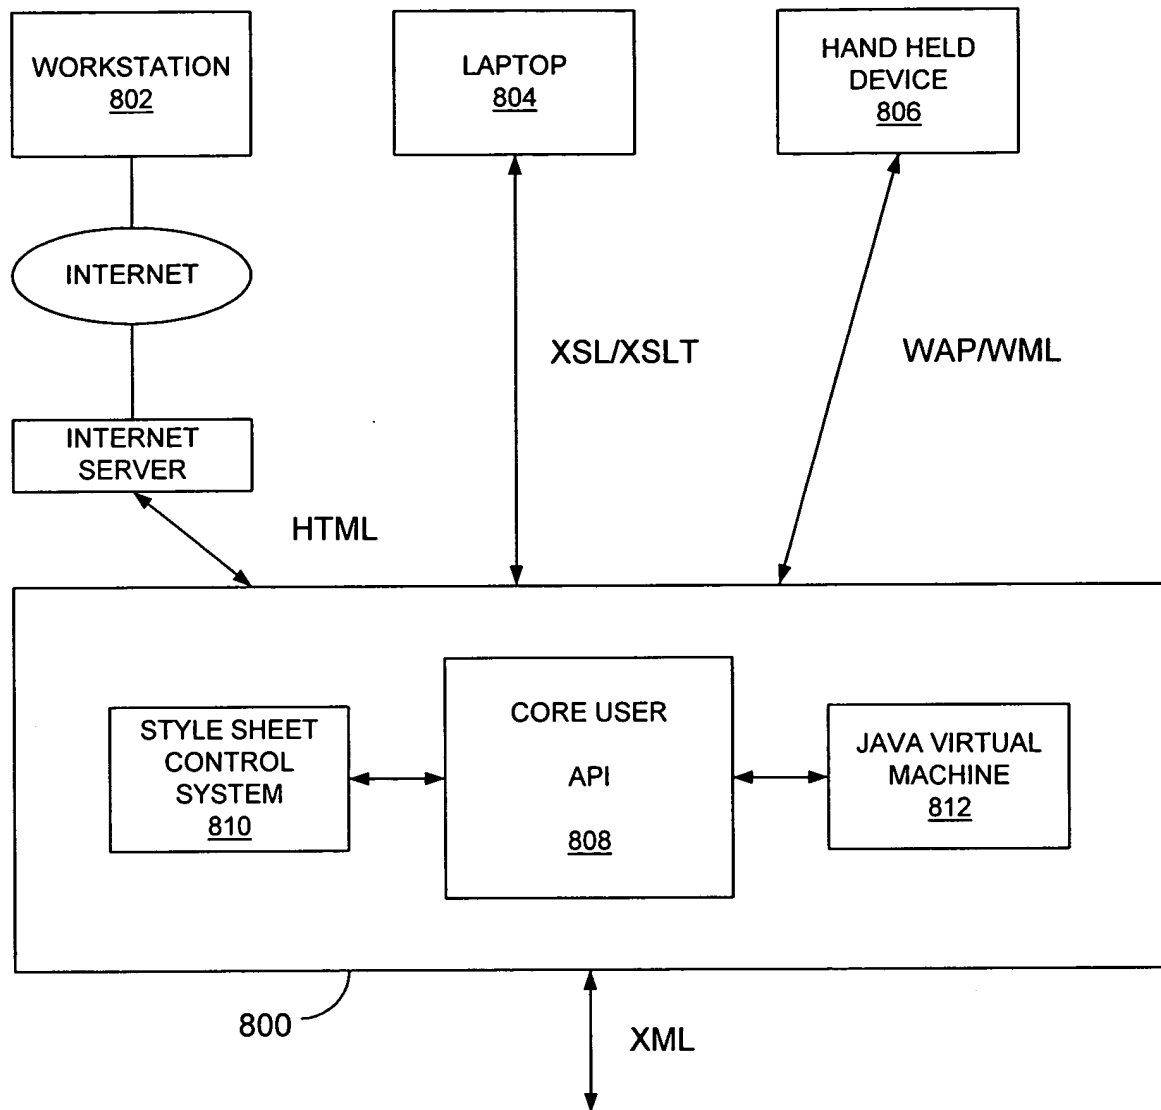 WORKSTATION
802
LAPTOP
804
HAND HELD
DEVICE
806
INTERNET
XSL/XSLT
WAP/WML
INTERNET
SERVER
HTML
STYLE SHEET
CONTROL
SYSTEM
810
CORE USER
API
808
JAVA VIRTUAL
MACHINE
812
800
XML